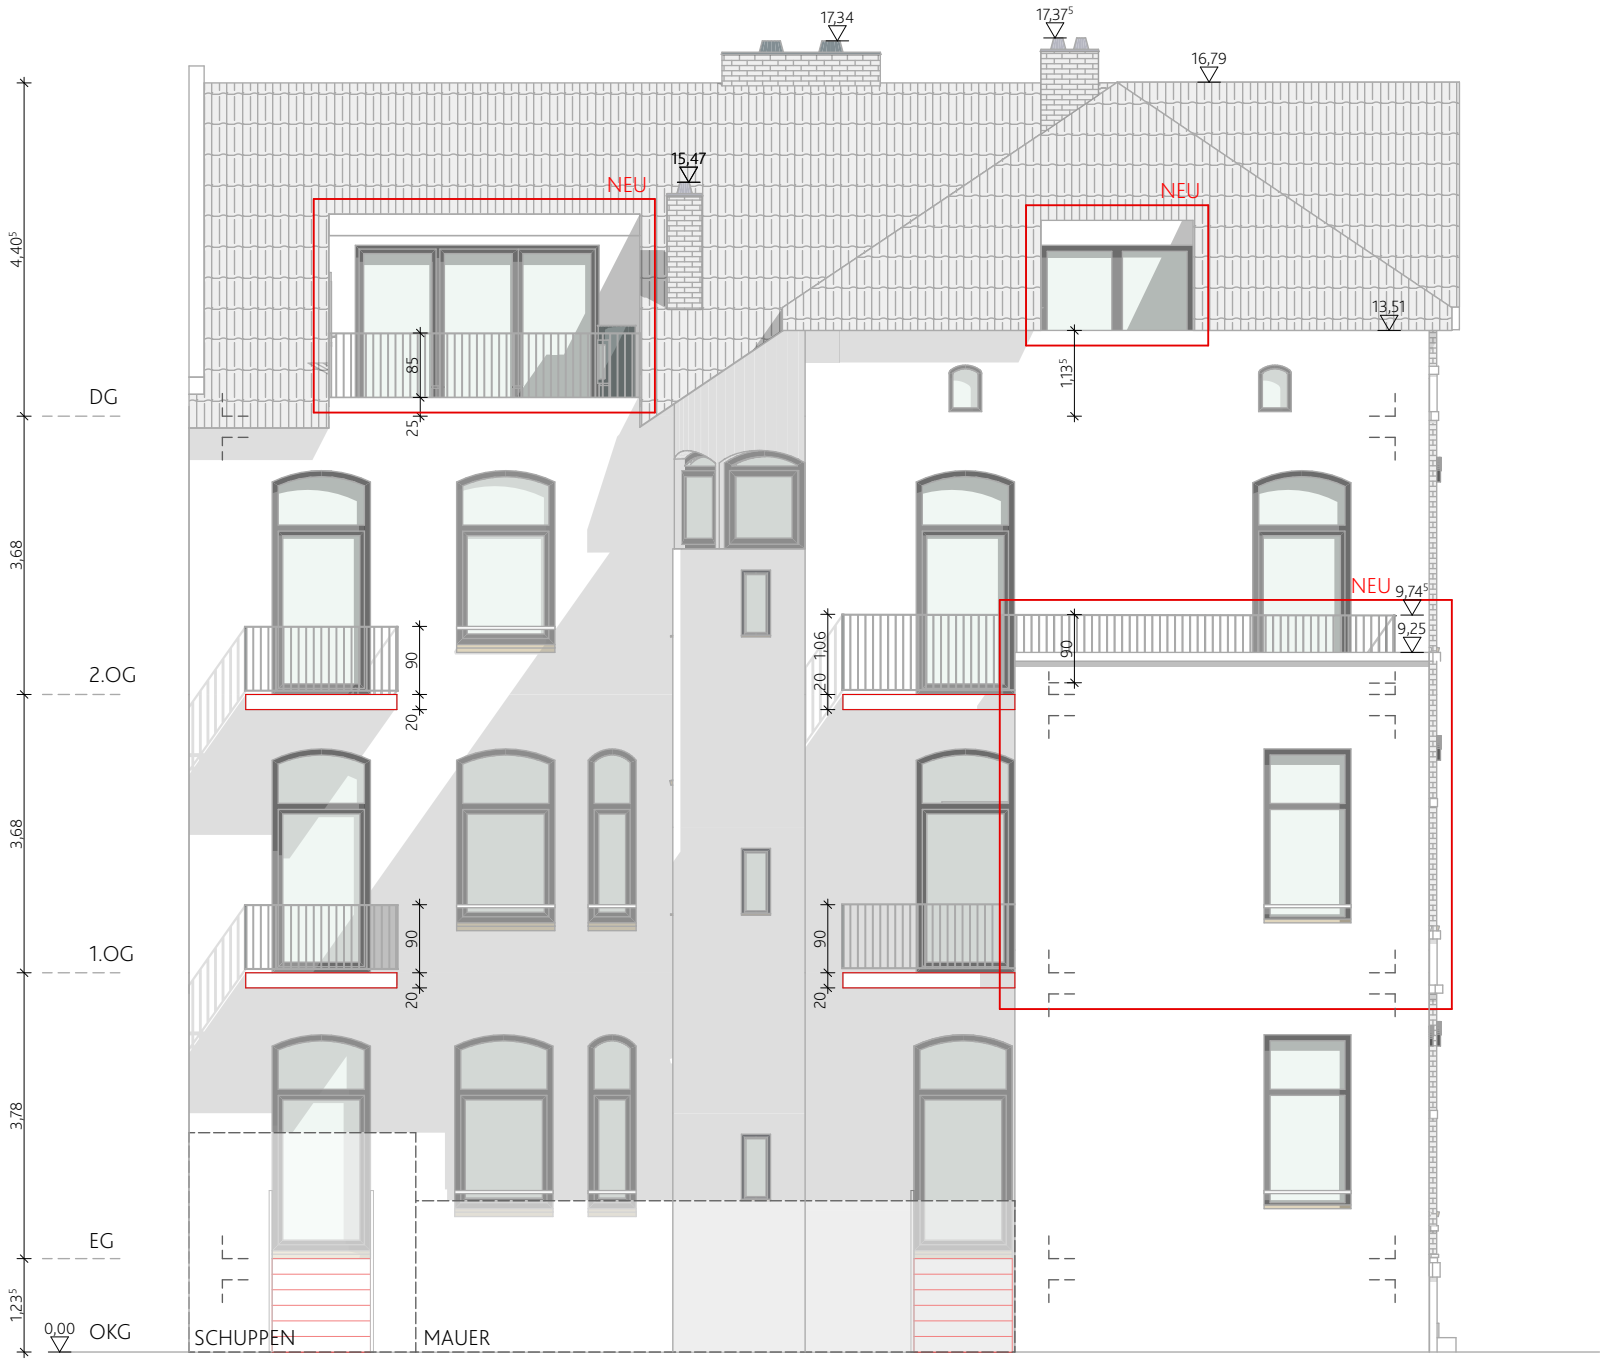 17,34
17,37⁵
16,79
15,47
NEU
NEU
4,40⁵
13,51
85
1,13⁵
DG
25
3,68
NEU
9,74⁵
9,25
90
1,06
90
2.OG
20
20
3,68
90
90
1.OG
20
20
3,78
EG
1,23⁵
0,00
OKG
SCHUPPEN
MAUER